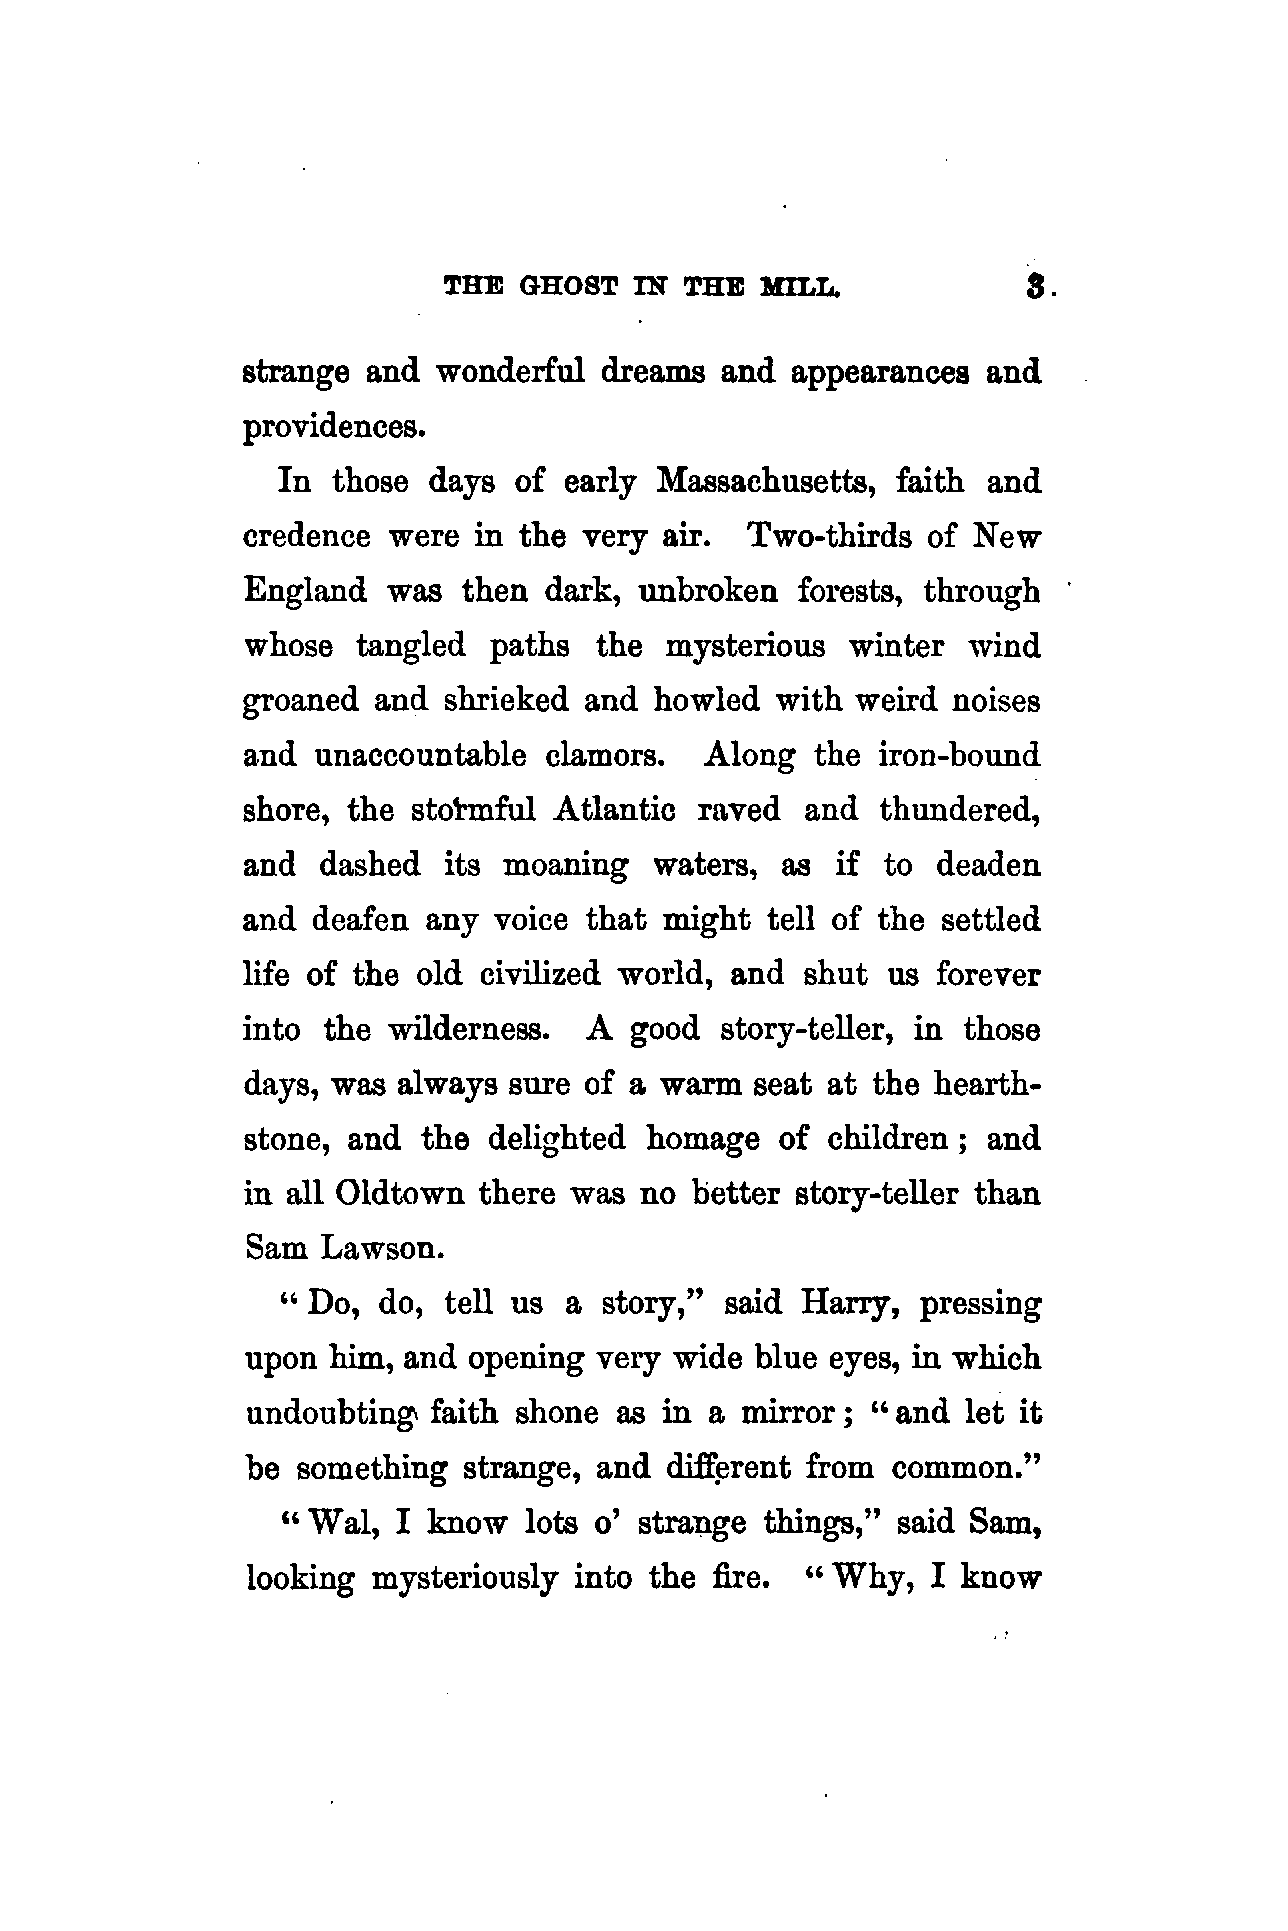 THE GHOST IN THE MILL. 3.
strange and wonderful dreams and appearances and
providences.
In those days of early Massachusetts, faith and
credence were in the very air. Two-thirds of New
England was then dark, unbroken forests, through
whose tangled paths the mysterious winter wind
groaned and shrieked and howled with weird noises
and unaccountable clamors. Along the iron-bound
shore, the stormful Atlantic raved and thundered,
and dashed its moaning waters, as if to deaden
and deafen any voice that might tell of the settled
life of the old civilized world, and shut us forever
into the wilderness. A good story-teller, in those
days, was always sure of a warm seat at the hearth-
stone, and the delighted homage of children; and
in all Oldtown there was no better story-teller than
Sam Lawson.
"Do, do, tell us a story," said Harry, pressing
upon him, and opening very wide blue eyes, in which
undoubting faith shone as in a mirror; "and let it
be something strange, and different from common."
"Wal, I know lots o' strange things," said Sam,
looking mysteriously into the fire. "Why, I know